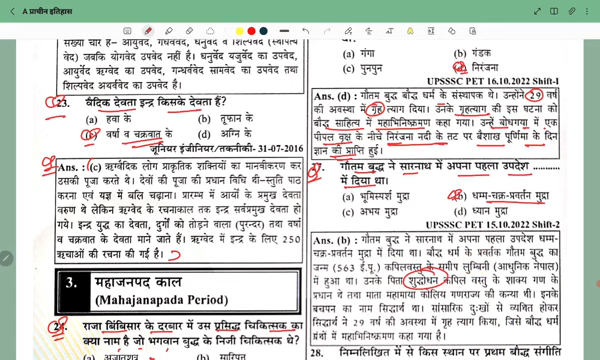 A प्राचीन इतिहास
संख्या चार है– आयुर्वेद, गंधर्ववेद, धनुर्वेद व शिल्पवेद (स्थापत्य
वेद) जबकि योगवेद उपवेद नहीं है। धनुर्वेद यजुर्वेद का उपवेद,
आयुर्वेद ऋग्वेद का उपवेद, गन्धर्ववेद सामवेद का उपवेद तथा
शिल्पवेद अथर्ववेद का उपवेद है।
23. वैदिक देवता इन्द्र किसके देवता हैं?
(a) हवा के (b) तूफान के
(c) वर्षा व चक्रवात के (d) अग्नि के
जूनियर इंजीनियर/तकनीकी- 31-07-2016
Ans : (c) ऋग्वैदिक लोग प्राकृतिक शक्तियों का मानवीकरण कर
उसकी पूजा करते थे। देवों की पूजा की प्रधान विधि थी–स्तुति पाठ
करना एवं यज्ञ में बलि चढ़ाना। प्रारम्भ में आर्यों के प्रमुख देवता
वरुण थे लेकिन ऋग्वेद के रचनाकाल तक इन्द्र सर्वप्रमुख देवता हो
गये। इन्द्र युद्ध का देवता, दुर्गो को तोड़ने वाला (पुरन्दर) तथा वर्षा
व चक्रवात के देवता माने जाते हैं। ऋग्वेद में इन्द्र के लिए 250
ऋचाओं की रचना की गई है।
3. महाजनपद काल
(Mahajanapada Period)
24. राजा बिंबिसार के दरबार में उस प्रसिद्ध चिकित्सक का
क्या नाम है जो भगवान बुद्ध के निजी चिकित्सक थे?
(a) अजातशत्रु (b) सारिपुत्त
(a) गंगा (b) गंडक
(c) पुनपुन निरंजना
UPSSSC PET 16.10.2022 Shift-I
Ans. (d) : गौतम बुद्ध बौद्ध धर्म के संस्थापक थे। उन्होंने 29 वर्ष
की अवस्था में गृह त्याग दिया। उनके गृहत्याग की इस घटना को
बौद्ध साहित्य में महाभिनिष्क्रमण कहा गया। उन्हें बोधगया में एक
पीपल वृक्ष के नीचे निरंजना नदी के तट पर बैशाख पूर्णिमा के दिन
ज्ञान की प्राप्ति हुई।
27. गौतम बुद्ध ने सारनाथ में अपना पहला उपदेश ............
में दिया था।
(a) भूमिस्पर्श मुद्रा (b) धम्म-चक्र-प्रवर्तन मुद्रा
(c) अभय मुद्रा (d) ध्यान मुद्रा
UPSSSC PET 15.10.2022 Shift-2
Ans. (b) : गौतम बुद्ध ने सारनाथ में अपना पहला उपदेश धम्म-
चक्र-प्रवर्तन मुद्रा में दिया था। बौद्ध धर्म के प्रवर्तक गौतम बुद्ध का
जन्म (563 ई.पू.) कपिलवस्तु के समीप लुम्बिनी (आधुनिक नेपाल)
में हुआ था। उनके पिता शुद्धोधन कपिल वस्तु के शाक्य गण के
प्रधान थे तथा माता महामाया कोलिय गणराज्य की कन्या थी। इनके
बचपन का नाम सिद्धार्थ था। सांसारिक दुःखों से व्यथित होकर
सिद्धार्थ ने 29 वर्ष की अवस्था में गृह त्याग किया, जिसे बौद्ध धर्म
ग्रंथों में महाभिनिष्क्रमण कहा गया है।
28. निम्नलिखित में से किस स्थान पर प्रथम बौद्ध संगीति